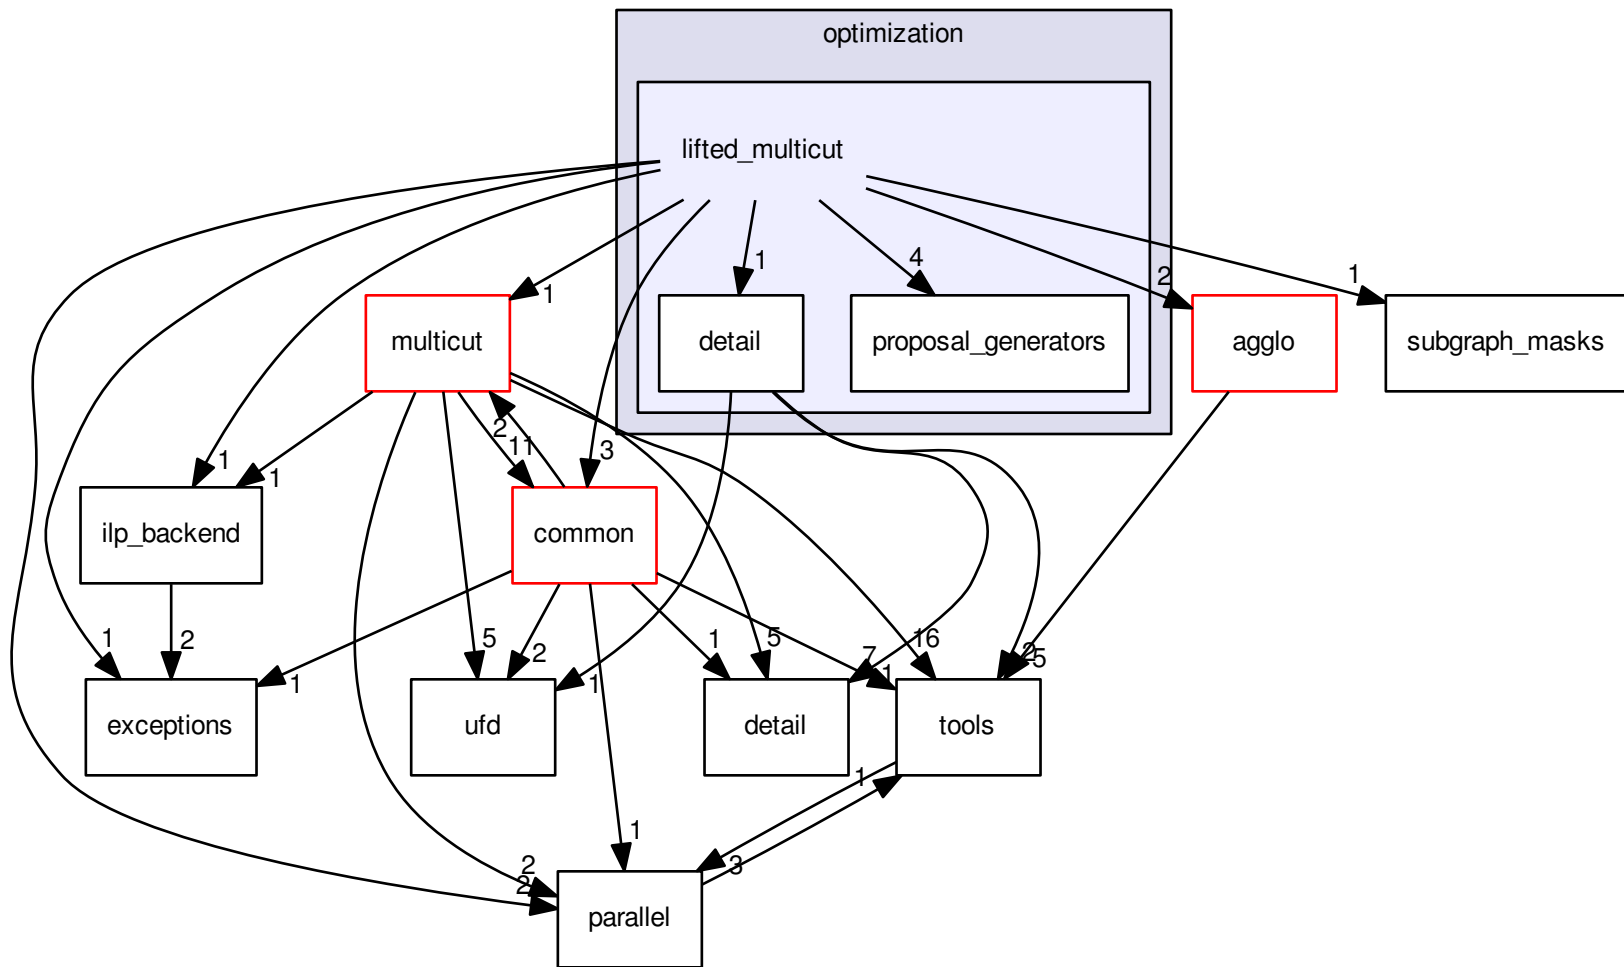 optimization
lifted_multicut
1
4
2
1
1
multicut
detail
proposal_generators
agglo
subgraph_masks
2
11
3
1
1
ilp_backend
common
1
2
1
5
2
1
1
5
7
1
16
2
5
exceptions
ufd
detail
tools
1
1
3
2
2
parallel